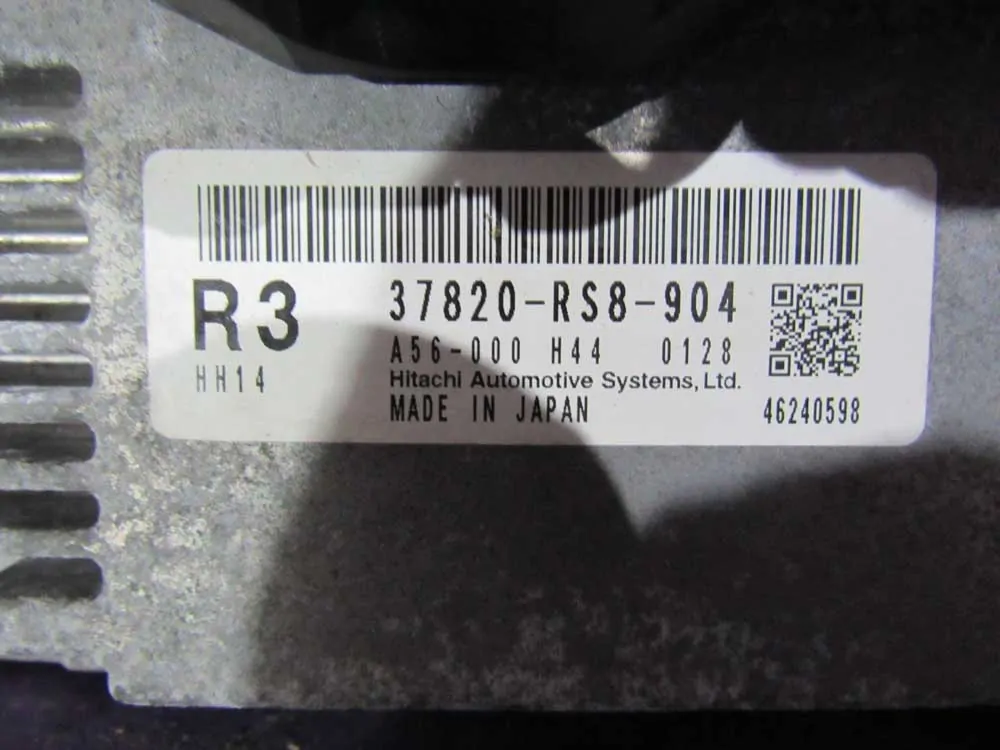 R3 37820-RS8-904
HH14 A56-000 H44 0128
Hitachi Automotive Systems, Ltd.
MADE IN JAPAN 46240598